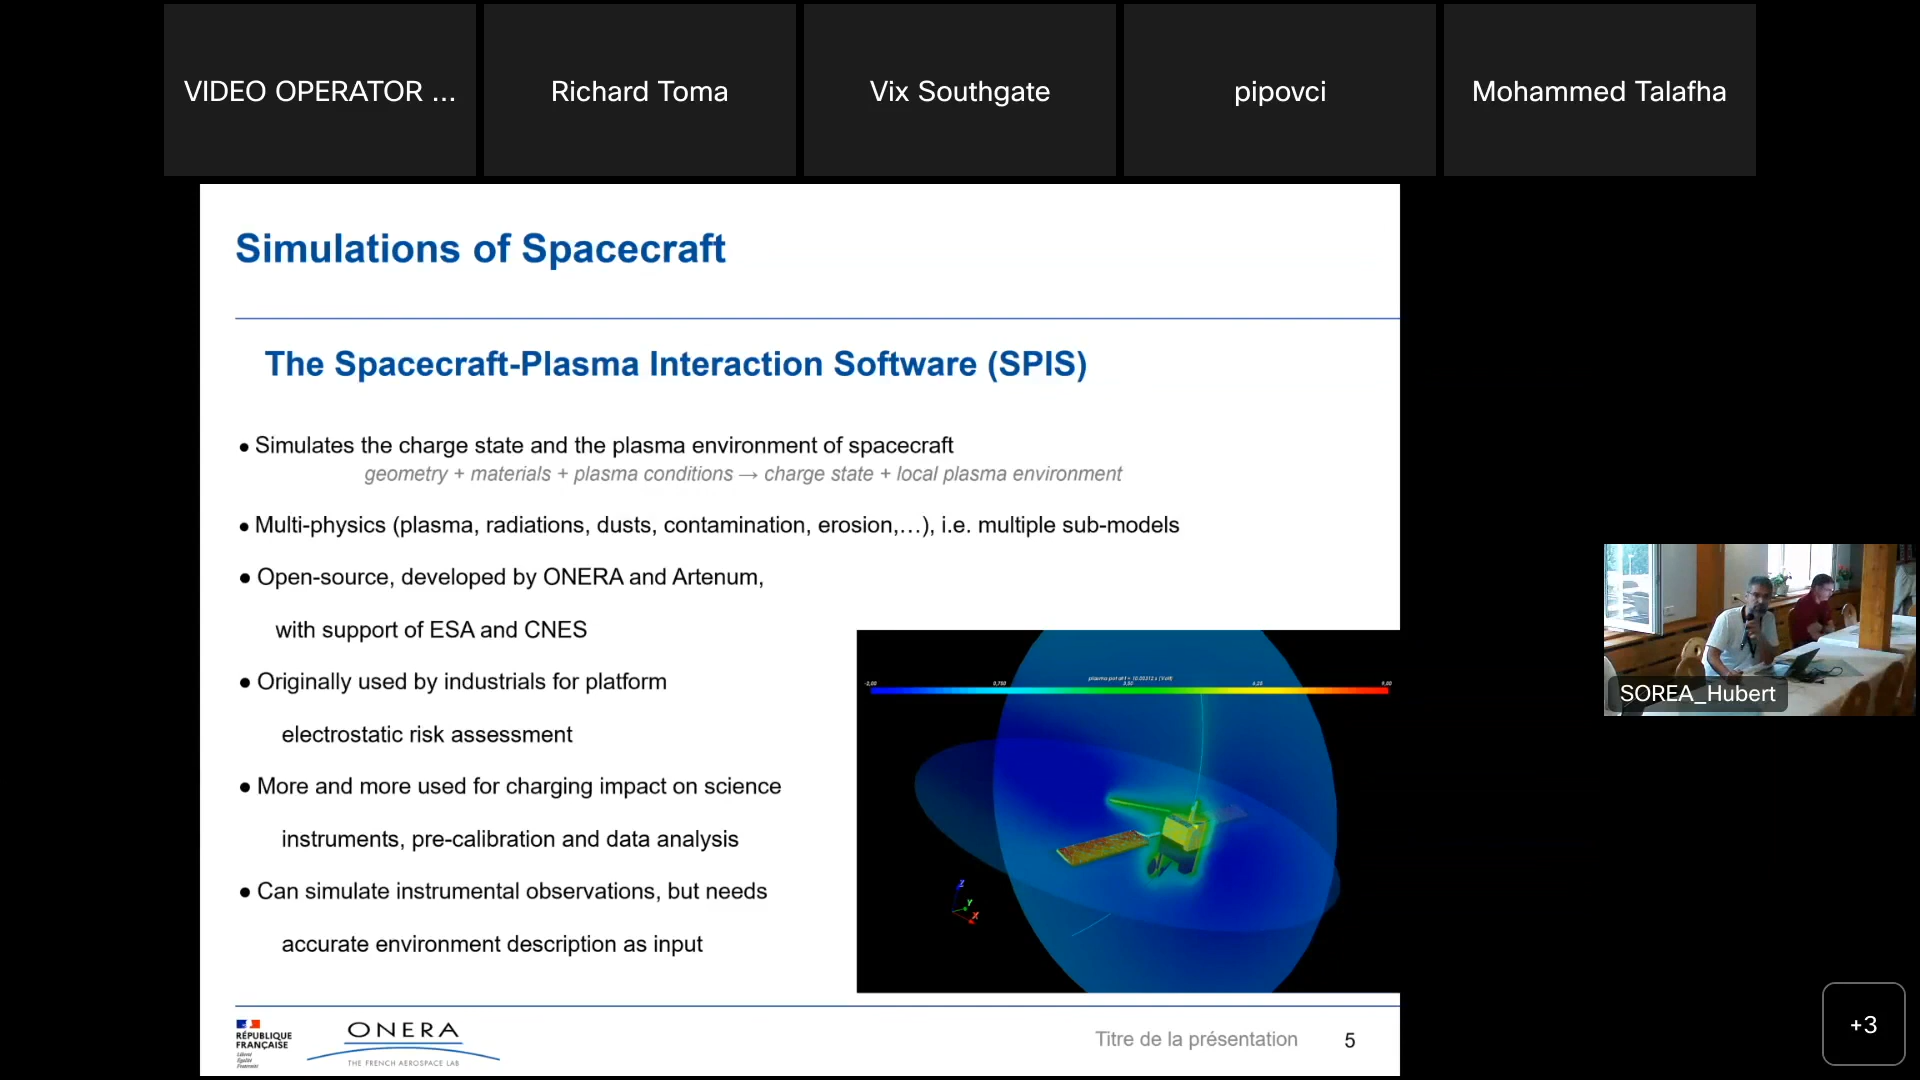 VIDEO OPERATOR ...
Richard Toma
Vix Southgate
pipovci
Mohammed Talafha
Simulations of Spacecraft
The Spacecraft-Plasma Interaction Software (SPIS)
● Simulates the charge state and the plasma environment of spacecraft
geometry + materials + plasma conditions → charge state + local plasma environment
● Multi-physics (plasma, radiations, dusts, contamination, erosion,…), i.e. multiple sub-models
● Open-source, developed by ONERA and Artenum,
with support of ESA and CNES
● Originally used by industrials for platform
electrostatic risk assessment
● More and more used for charging impact on science
instruments, pre-calibration and data analysis
● Can simulate instrumental observations, but needs
accurate environment description as input
Z
Y
X
SOREA_Hubert
RÉPUBLIQUE
FRANÇAISE
Liberté
Égalité
Fraternité
ONERA
THE FRENCH AEROSPACE LAB
Titre de la présentation
5
+3